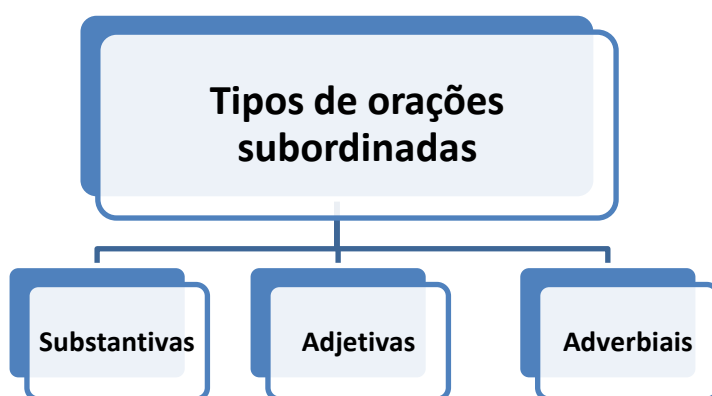 Tipos de orações
subordinadas
Substantivas
Adjetivas
Adverbiais